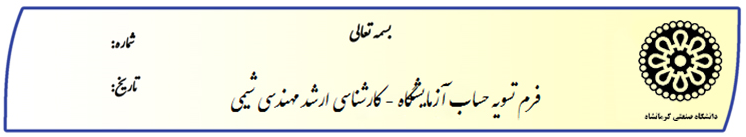 بسمه تعالی
شماره:
تاریخ:
فرم تسویه حساب آزمایشگاه - کارشناسی ارشد مهندسی شیمی
دانشگاه صنعتی کرمانشاه